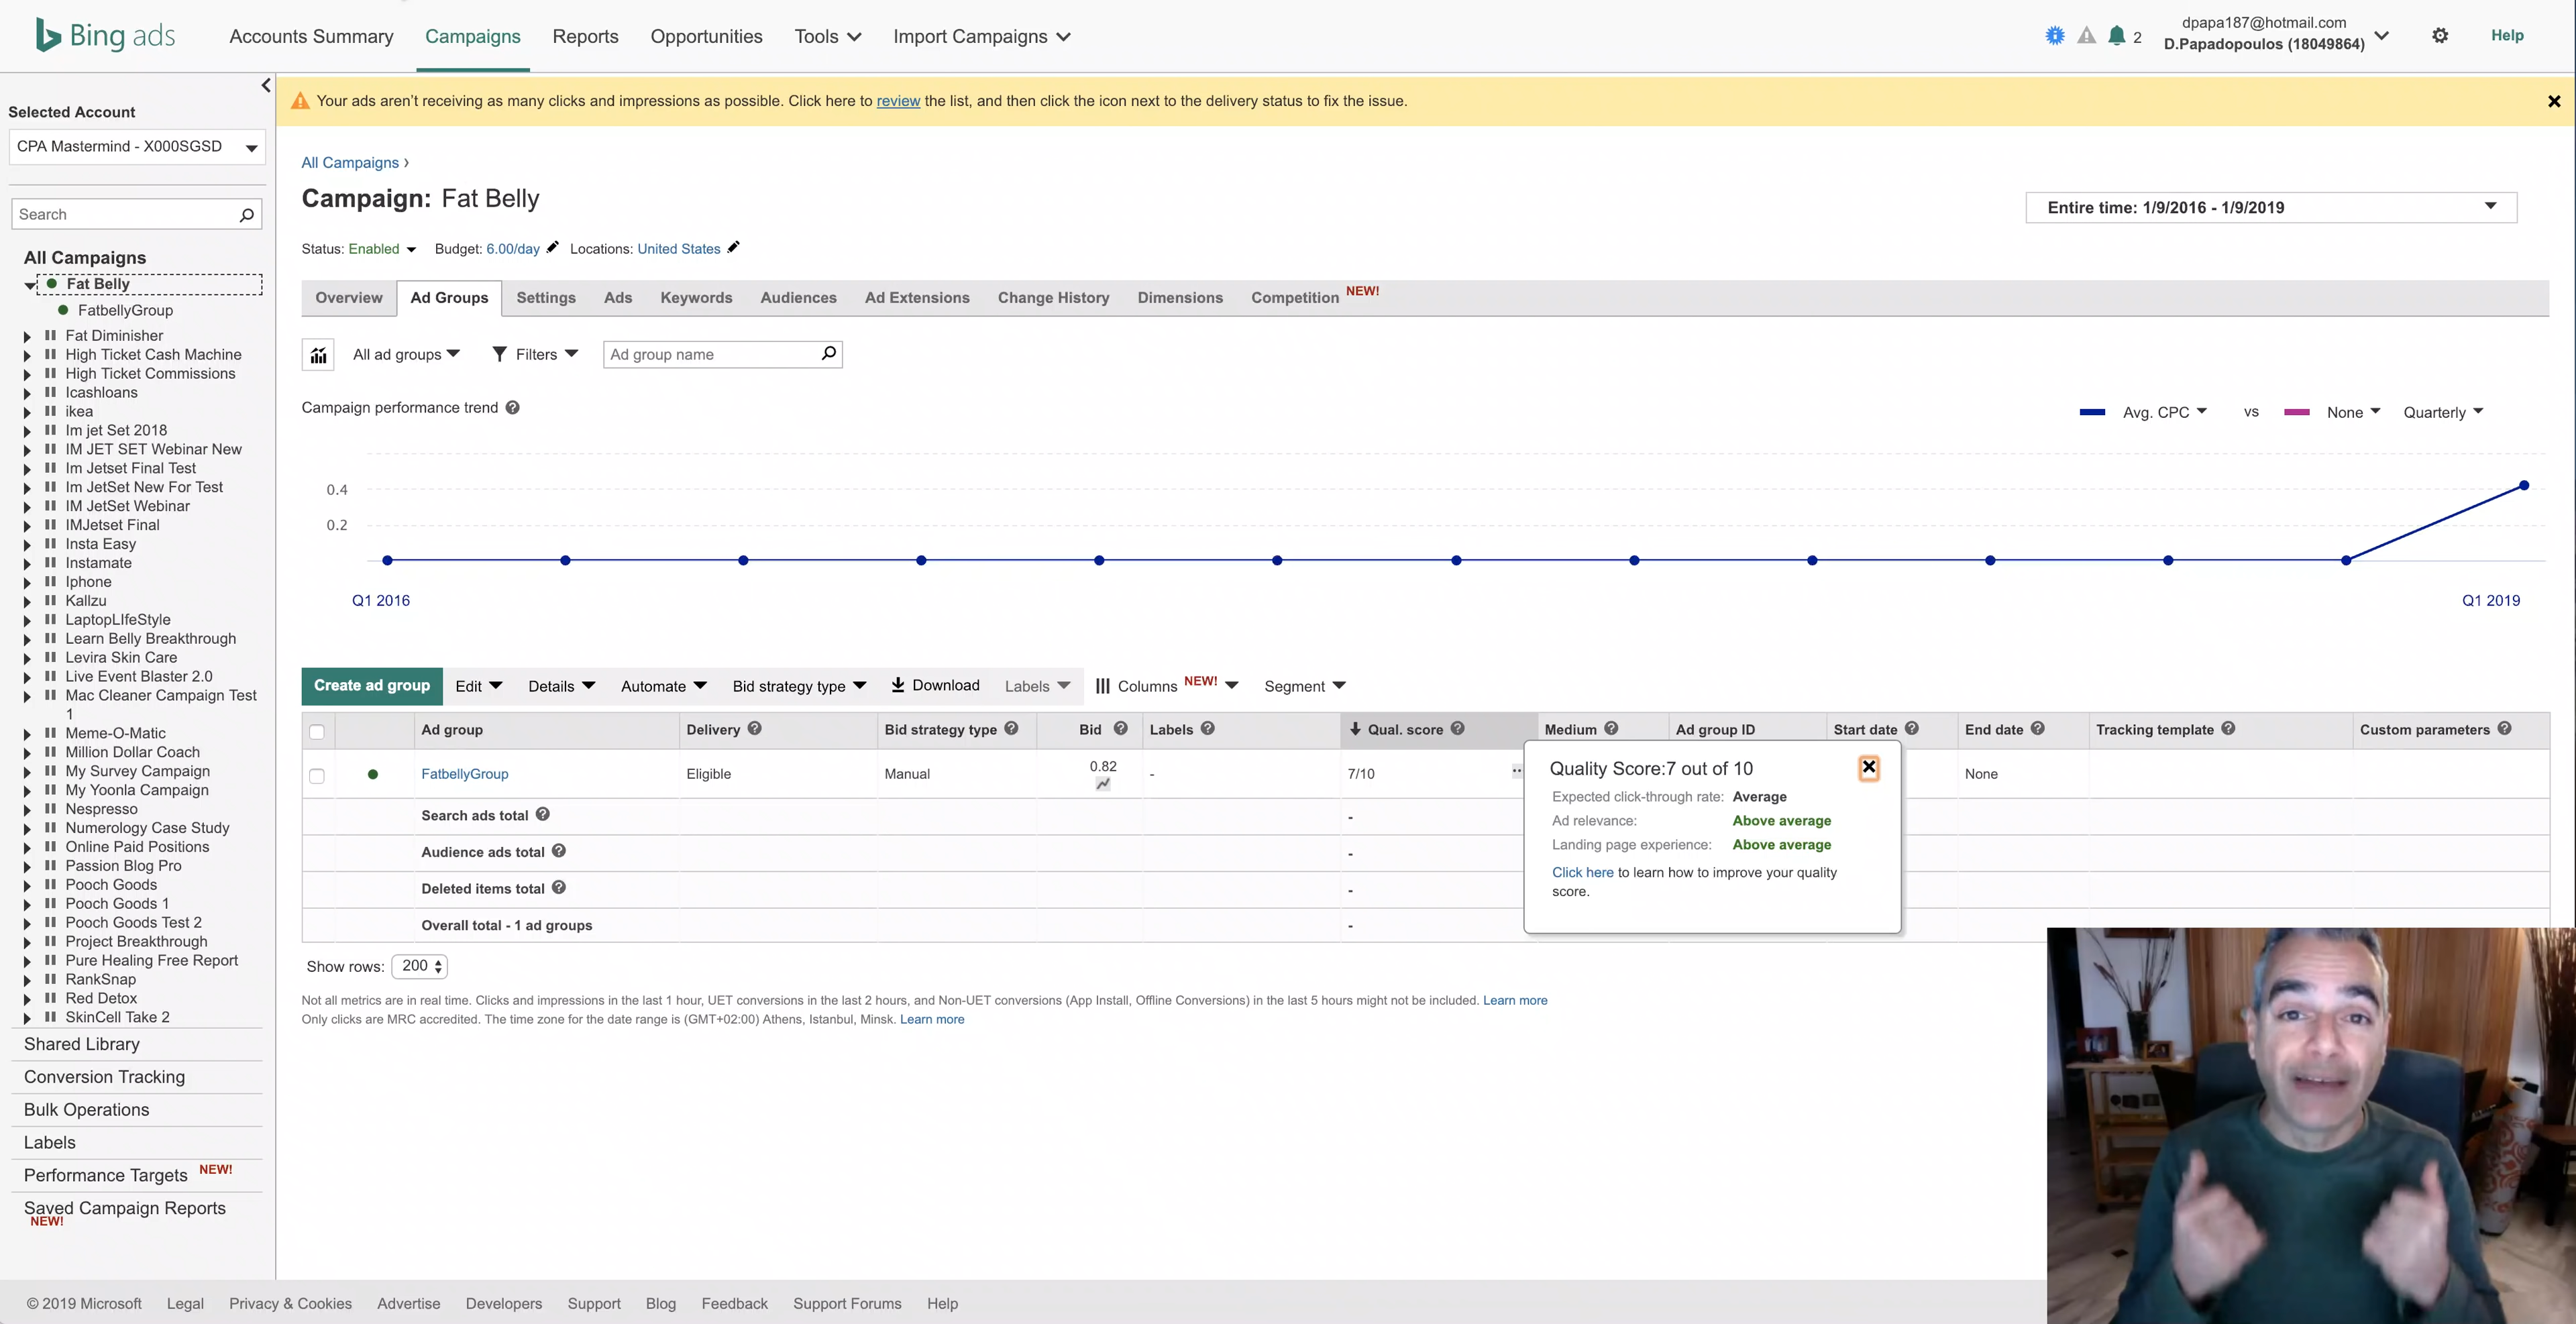 Bing ads
Accounts Summary Campaigns Reports Opportunities Tools Import Campaigns
2
dpapa187@hotmail.com
D.Papadopoulos (18049864)
Help
Selected Account
CPA Mastermind - X000SGSD
Search
All Campaigns
Fat Belly
FatbellyGroup
Fat Diminisher
High Ticket Cash Machine
High Ticket Commissions
Icashloans
ikea
Im jet Set 2018
IM JET SET Webinar New
Im Jetset Final Test
Im JetSet New For Test
IM JetSet Webinar
IMJetset Final
Insta Easy
Instamate
Iphone
Kallzu
LaptopLIfeStyle
Learn Belly Breakthrough
Levira Skin Care
Live Event Blaster 2.0
Mac Cleaner Campaign Test
1
Meme-O-Matic
Million Dollar Coach
My Survey Campaign
My Yoonla Campaign
Nespresso
Numerology Case Study
Online Paid Positions
Passion Blog Pro
Pooch Goods
Pooch Goods 1
Pooch Goods Test 2
Project Breakthrough
Pure Healing Free Report
RankSnap
Red Detox
SkinCell Take 2
Shared Library
Conversion Tracking
Bulk Operations
Labels
Performance Targets NEW!
Saved Campaign Reports
NEW!
Your ads aren't receiving as many clicks and impressions as possible. Click here to review the list, and then click the icon next to the delivery status to fix the issue.
All Campaigns ›
Campaign: Fat Belly
Entire time: 1/9/2016 - 1/9/2019
Status: Enabled Budget: 6.00/day Locations: United States
Overview Ad Groups Settings Ads Keywords Audiences Ad Extensions Change History Dimensions Competition NEW!
All ad groups Filters Ad group name
Campaign performance trend
Avg. CPC vs None Quarterly
0.4
0.2
Q1 2016 Q1 2019
Create ad group Edit Details Automate Bid strategy type Download Labels Columns NEW! Segment
Ad group Delivery Bid strategy type Bid Labels Qual. score Medium Ad group ID Start date End date Tracking template Custom parameters
FatbellyGroup Eligible Manual 0.82 - 7/10 ... None
Search ads total -
Audience ads total -
Deleted items total -
Overall total - 1 ad groups -
Quality Score:7 out of 10
Expected click-through rate: Average
Ad relevance: Above average
Landing page experience: Above average
Click here to learn how to improve your quality
score.
Show rows: 200
Not all metrics are in real time. Clicks and impressions in the last 1 hour, UET conversions in the last 2 hours, and Non-UET conversions (App Install, Offline Conversions) in the last 5 hours might not be included. Learn more
Only clicks are MRC accredited. The time zone for the date range is (GMT+02:00) Athens, Istanbul, Minsk. Learn more
© 2019 Microsoft Legal Privacy & Cookies Advertise Developers Support Blog Feedback Support Forums Help